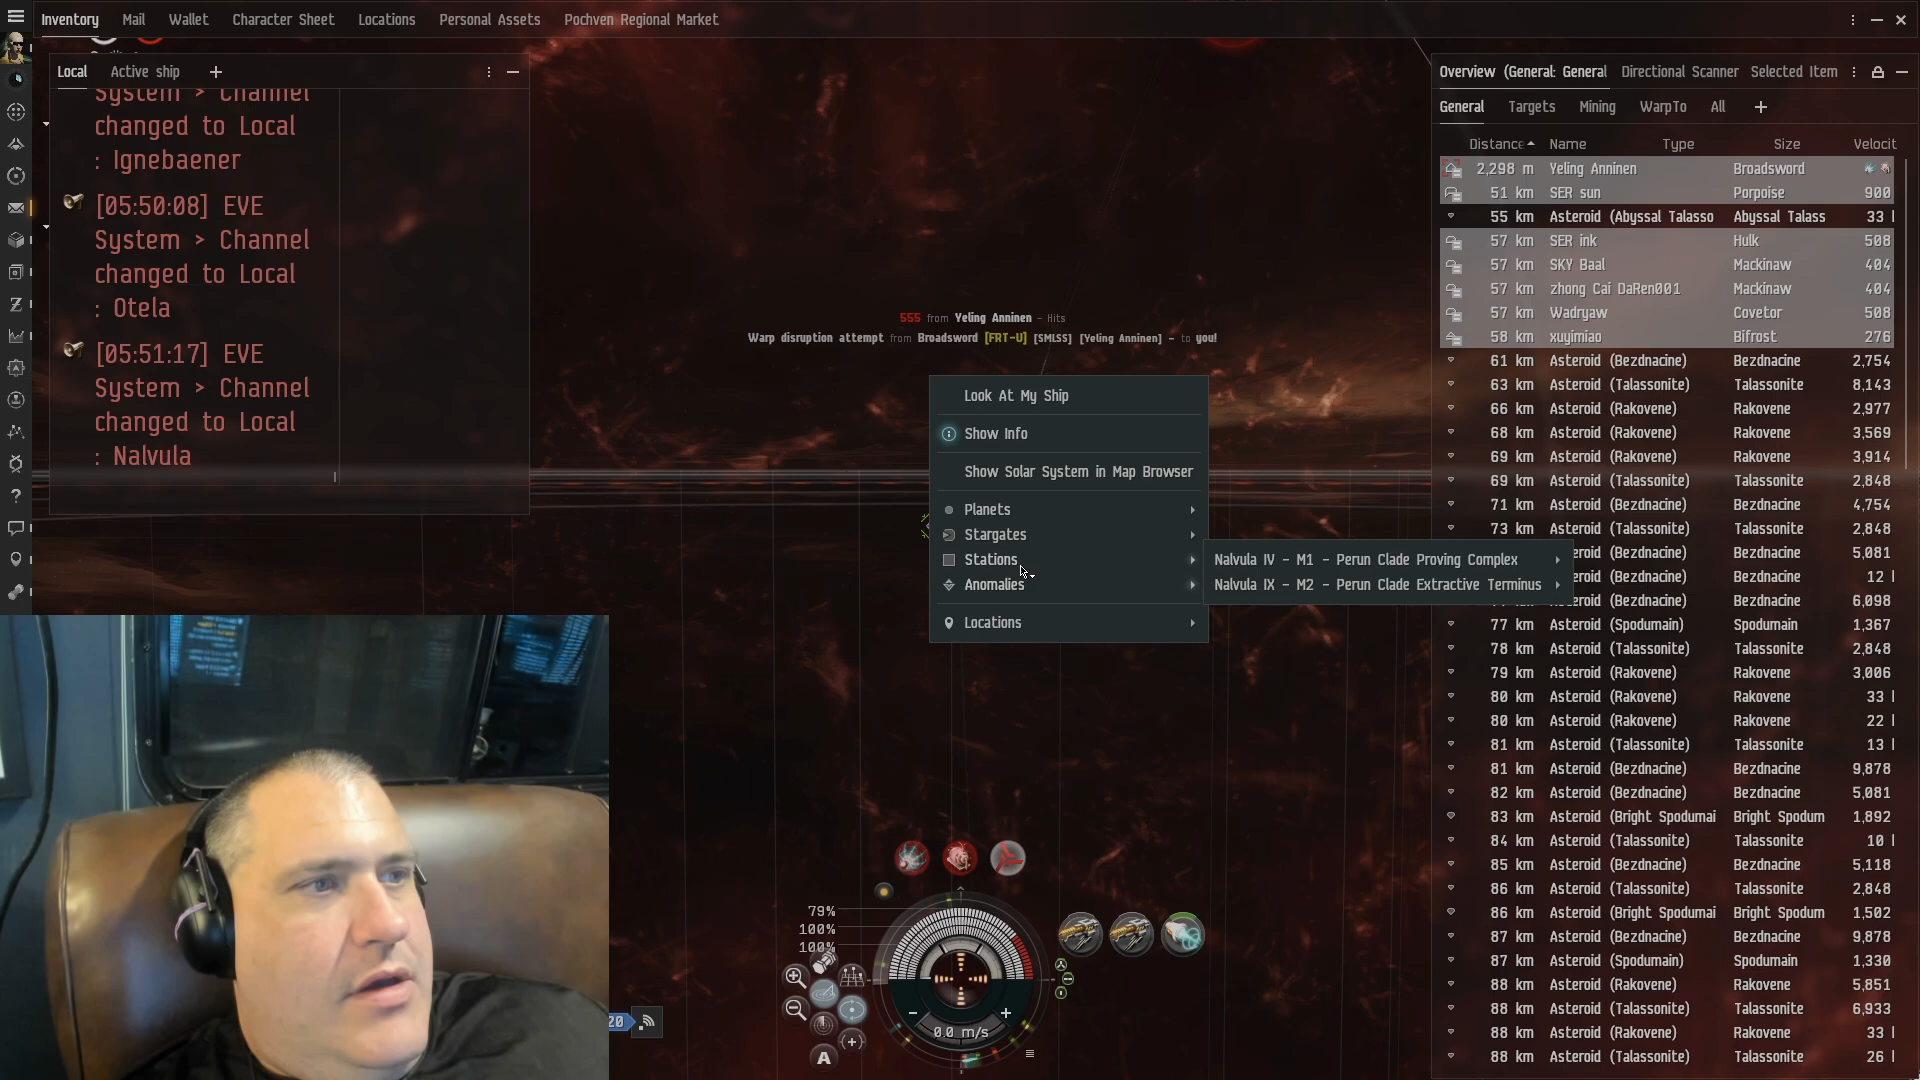 Inventory Mail Wallet Character Sheet Locations Personal Assets Pochven Regional Market
Local Active ship
System > Channel
changed to Local
: Ignebaener
[05:50:08] EVE
System > Channel
changed to Local
: Otela
[05:51:17] EVE
System > Channel
changed to Local
: Nalvula
555 from Yeling Anninen - Hits
Warp disruption attempt from Broadsword [FRT-U] [SMLSS] [Yeling Anninen] - to you!
Look At My Ship
Show Info
Show Solar System in Map Browser
Planets
Stargates
Stations
Anomalies
Locations
Nalvula IV - M1 - Perun Clade Proving Complex
Nalvula IX - M2 - Perun Clade Extractive Terminus
79%
100%
100%
0.0 m/s
A
20
Overview (General: General Directional Scanner Selected Item
General Targets Mining WarpTo All
Distance Name Type Size Velocit
2,298 m Yeling Anninen Broadsword
51 km SER sun Porpoise 900
55 km Asteroid (Abyssal Talasso Abyssal Talass 33
57 km SER ink Hulk 508
57 km SKY Baal Mackinaw 404
57 km zhong Cai DaRen001 Mackinaw 404
57 km Wadryaw Covetor 508
58 km xuyimiao Bifrost 276
61 km Asteroid (Bezdnacine) Bezdnacine 2,754
63 km Asteroid (Talassonite) Talassonite 8,143
66 km Asteroid (Rakovene) Rakovene 2,977
68 km Asteroid (Rakovene) Rakovene 3,569
69 km Asteroid (Rakovene) Rakovene 3,914
69 km Asteroid (Talassonite) Talassonite 2,848
71 km Asteroid (Bezdnacine) Bezdnacine 4,754
73 km Asteroid (Talassonite) Talassonite 2,848
(Bezdnacine) Bezdnacine 5,081
(Bezdnacine) Bezdnacine 12
(Bezdnacine) Bezdnacine 6,098
77 km Asteroid (Spodumain) Spodumain 1,367
78 km Asteroid (Talassonite) Talassonite 2,848
79 km Asteroid (Rakovene) Rakovene 3,006
80 km Asteroid (Rakovene) Rakovene 33
80 km Asteroid (Rakovene) Rakovene 22
81 km Asteroid (Talassonite) Talassonite 13
81 km Asteroid (Bezdnacine) Bezdnacine 9,878
82 km Asteroid (Bezdnacine) Bezdnacine 5,081
83 km Asteroid (Bright Spodumai Bright Spodum 1,892
84 km Asteroid (Talassonite) Talassonite 10
85 km Asteroid (Bezdnacine) Bezdnacine 5,118
86 km Asteroid (Talassonite) Talassonite 2,848
86 km Asteroid (Bright Spodumai Bright Spodum 1,502
87 km Asteroid (Bezdnacine) Bezdnacine 9,878
87 km Asteroid (Spodumain) Spodumain 1,330
88 km Asteroid (Rakovene) Rakovene 5,851
88 km Asteroid (Talassonite) Talassonite 6,933
88 km Asteroid (Rakovene) Rakovene 33
88 km Asteroid (Talassonite) Talassonite 26